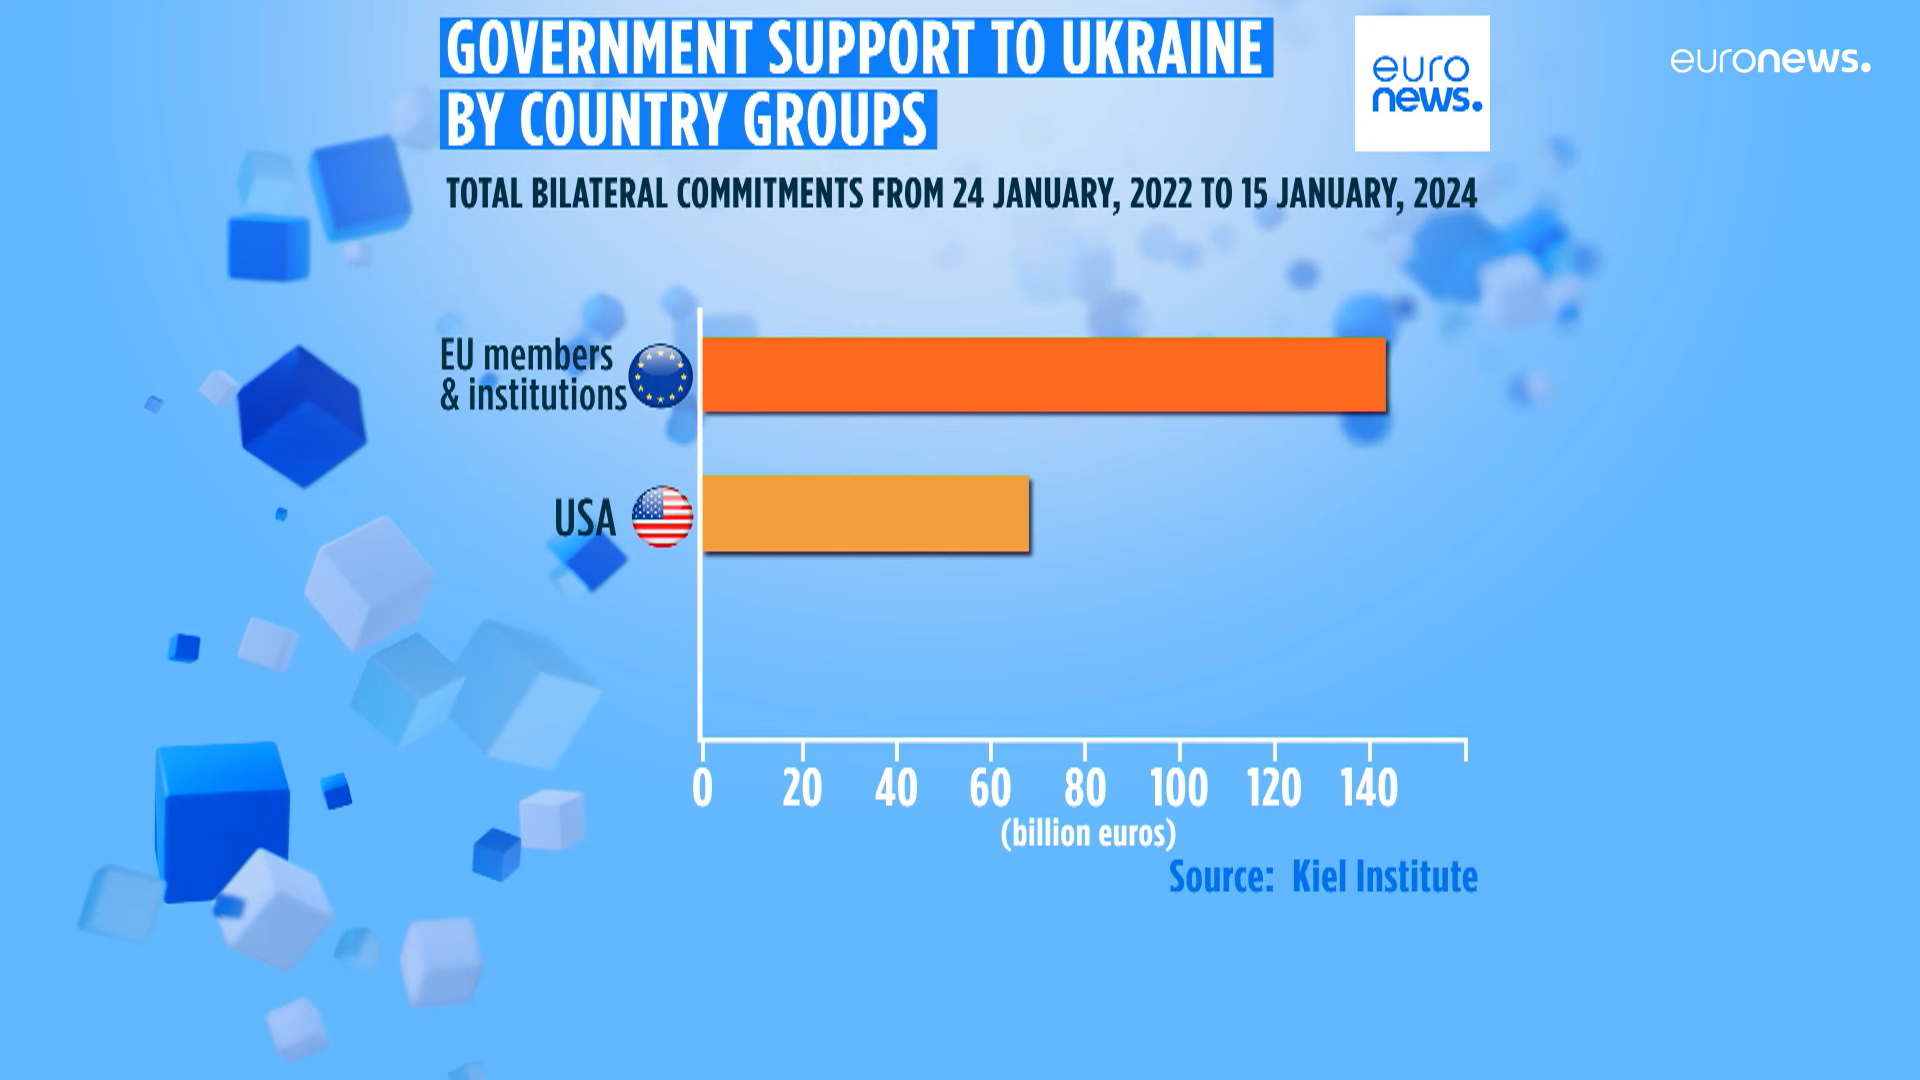 GOVERNMENT SUPPORT TO UKRAINE
BY COUNTRY GROUPS
euro
news.
euronews.
TOTAL BILATERAL COMMITMENTS FROM 24 JANUARY, 2022 TO 15 JANUARY, 2024
EU members
& institutions
USA
0 20 40 60 80 100 120 140
(billion euros)
Source: Kiel Institute